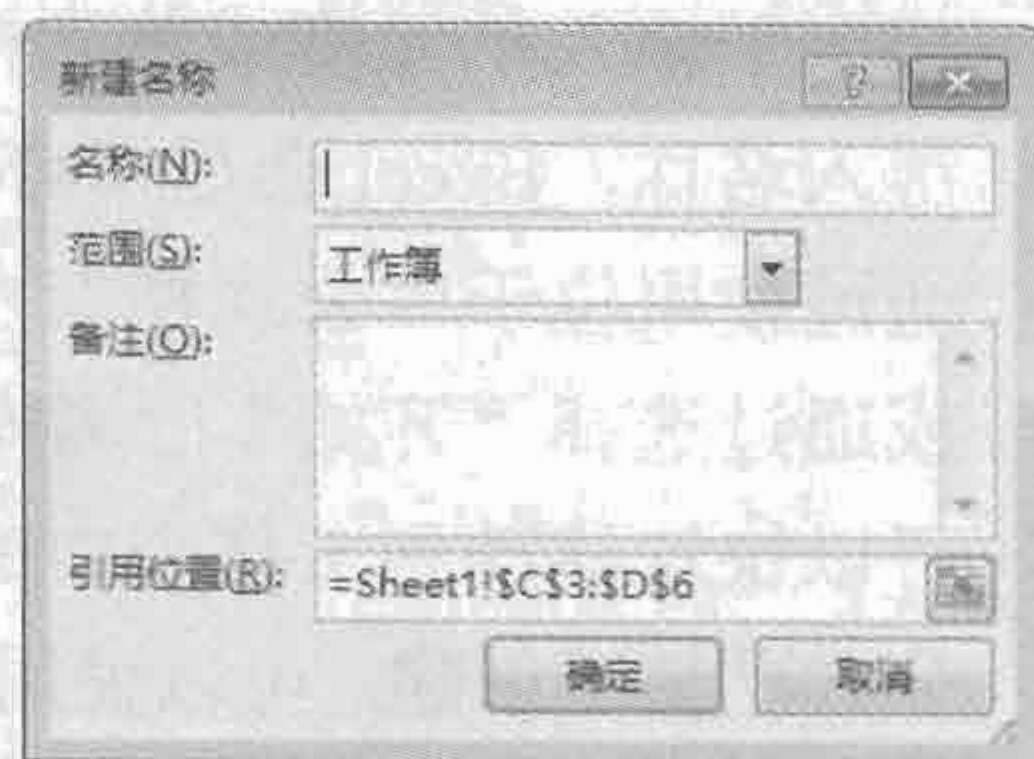 新建名称
名称(N):
范围(S): 工作簿
备注(O):
引用位置(R): =Sheet1!$C$3:$D$6
确定 取消